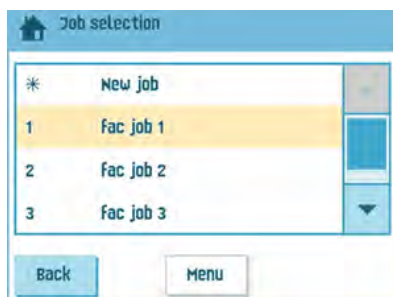 Job selection
* New job
1 fac job 1
2 fac job 2
3 fac job 3
Back Menu